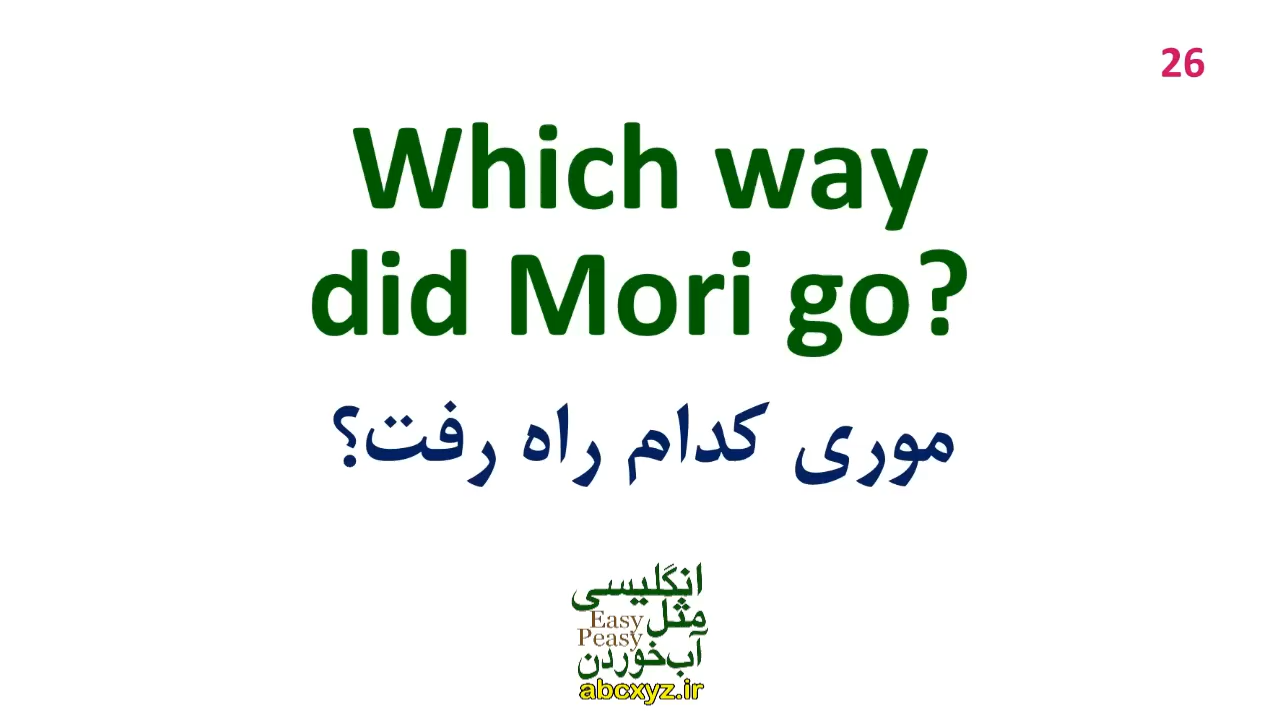 26
Which way
did Mori go?
موری کدام راه رفت؟
انگلیسی
مثل
Easy
Peasy
آب‌خوردن
abcxyz.ir